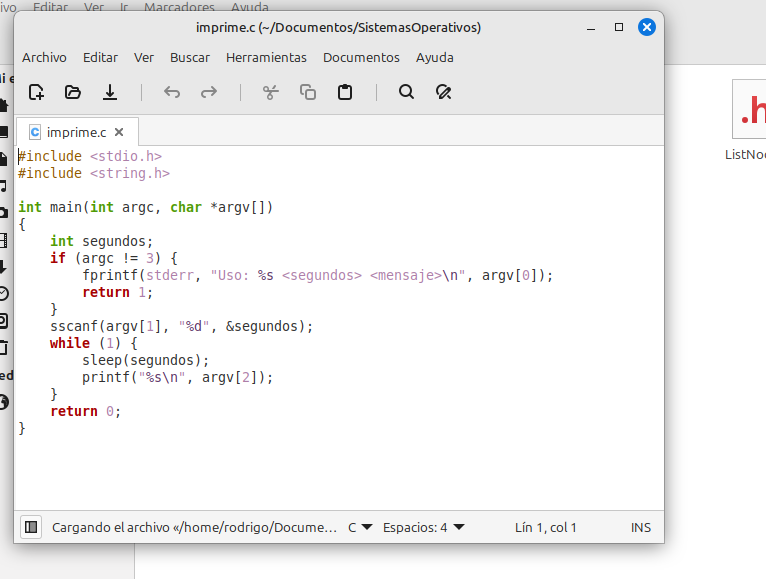 Editar Ver Ir Marcadores Ayuda
imprime.c (~/Documentos/SistemasOperativos)
Archivo Editar Ver Buscar Herramientas Documentos Ayuda
imprime.c
#include <stdio.h>
#include <string.h>
int main(int argc, char *argv[])
{
int segundos;
if (argc != 3) {
fprintf(stderr, "Uso: %s <segundos> <mensaje>\n", argv[0]);
return 1;
}
sscanf(argv[1], "%d", &segundos);
while (1) {
sleep(segundos);
printf("%s\n", argv[2]);
}
return 0;
}
Cargando el archivo «/home/rodrigo/Docume... C Espacios: 4 Lín 1, col 1 INS
.h
ListNo